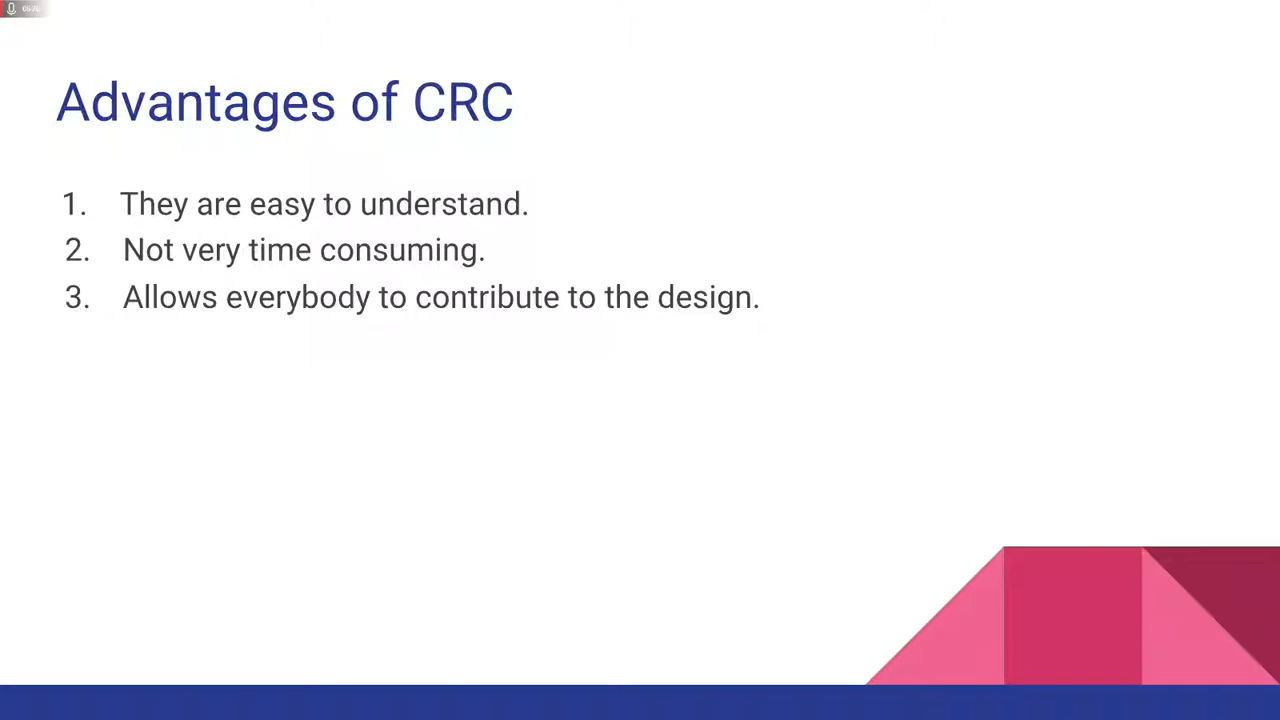 Advantages of CRC
1. They are easy to understand.
2. Not very time consuming.
3. Allows everybody to contribute to the design.